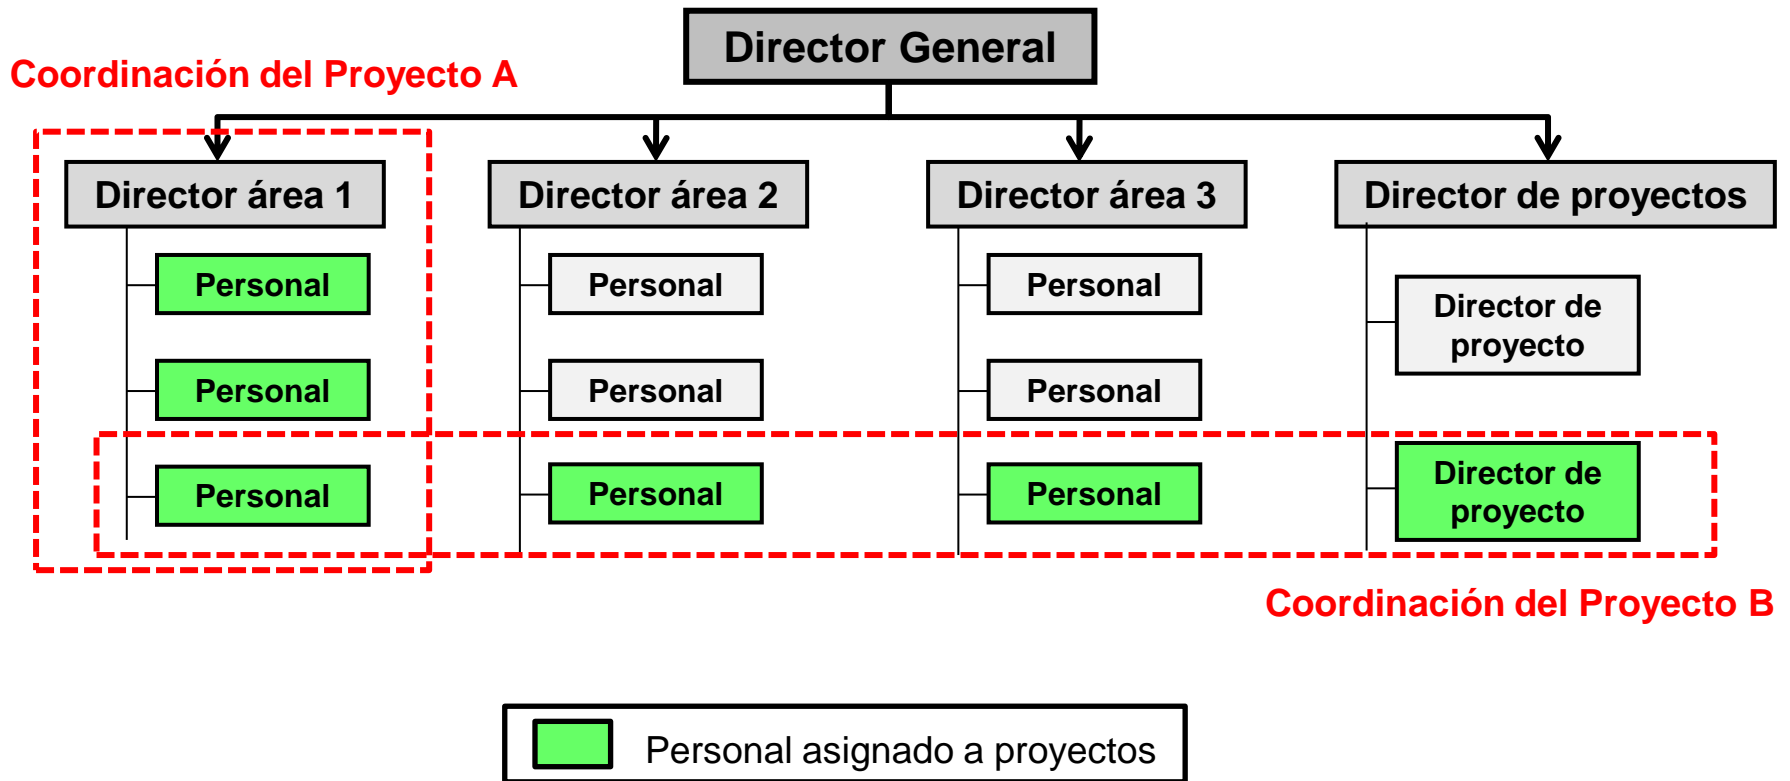 Director General
Coordinación del Proyecto A
Director área 1
Director área 2
Director área 3
Director de proyectos
Personal
Personal
Personal
Director de
proyecto
Personal
Personal
Personal
Personal
Personal
Personal
Director de
proyecto
Coordinación del Proyecto B
Personal asignado a proyectos